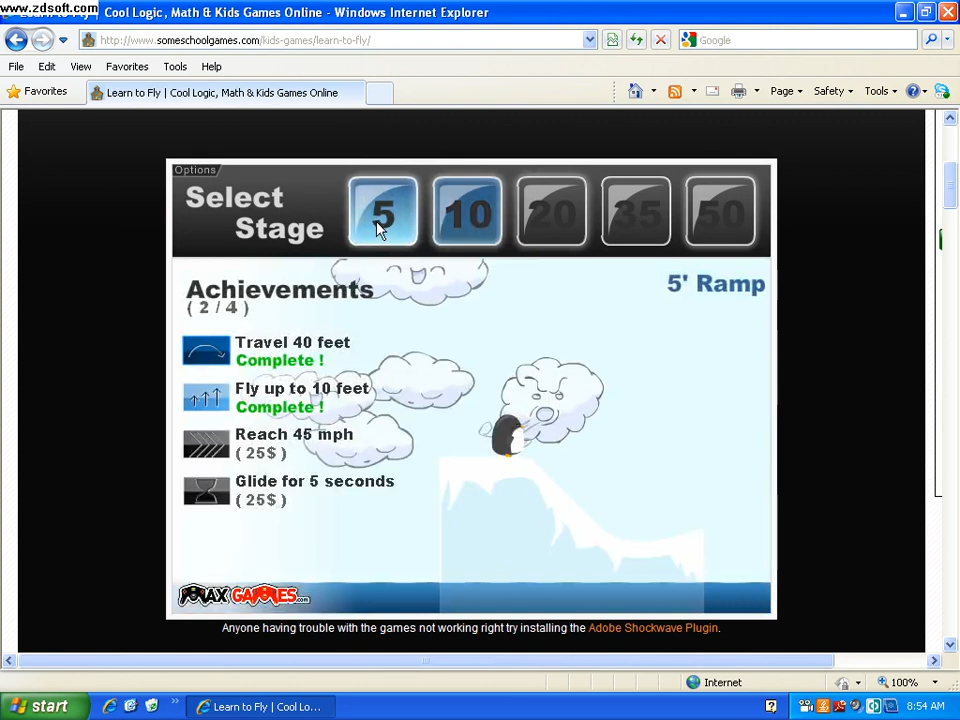 www.zdsoft.com
Cool Logic, Math & Kids Games Online - Windows Internet Explorer
http://www.someschoolgames.com/kids-games/learn-to-fly/
Google
File Edit View Favorites Tools Help
Favorites
Learn to Fly | Cool Logic, Math & Kids Games Online
Page Safety Tools
Options
Select
Stage
5 10 20 35 50
Achievements
( 2 / 4 )
5' Ramp
Travel 40 feet
Complete !
Fly up to 10 feet
Complete !
Reach 45 mph
( 25$ )
Glide for 5 seconds
( 25$ )
MAX GAMES.com
Anyone having trouble with the games not working right try installing the Adobe Shockwave Plugin.
Internet
100%
start
Learn to Fly | Cool Lo...
8:54 AM